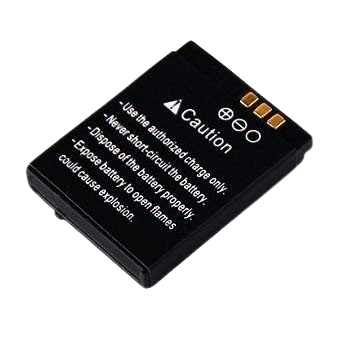 Caution
- Use the authorized charge only.
- Never short-circuit the battery.
- Dispose of the battery properly.
- Expose battery to open flames
could cause explosion.